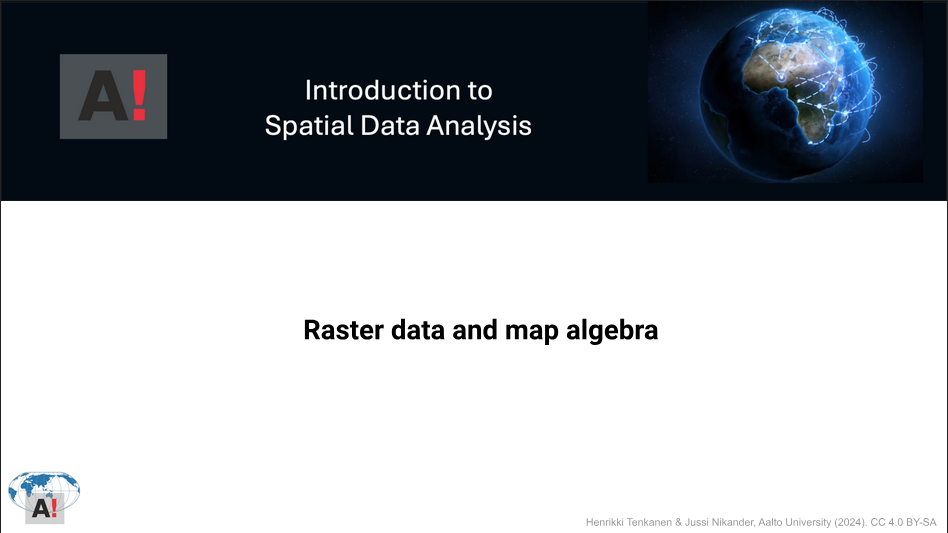 A!
Introduction to
Spatial Data Analysis
Raster data and map algebra
A!
Henrikki Tenkanen & Jussi Nikander, Aalto University (2024). CC 4.0 BY-SA